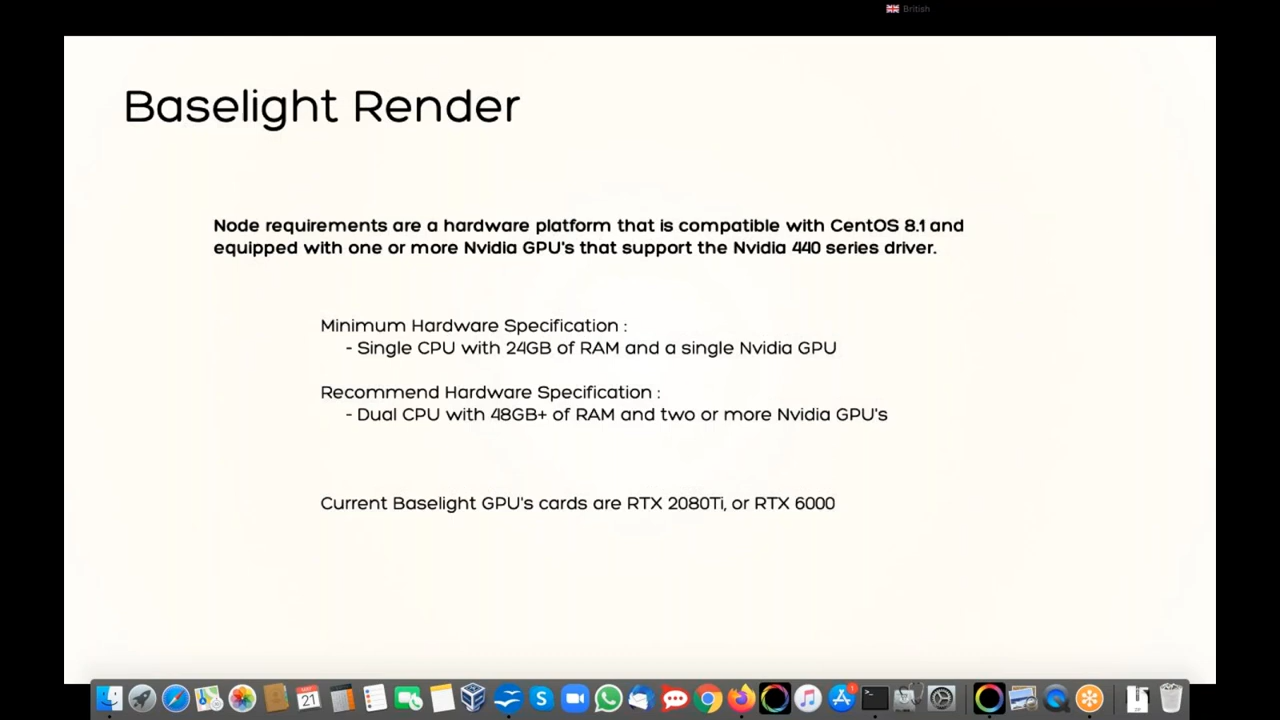 British
Baselight Render
Node requirements are a hardware platform that is compatible with CentOS 8.1 and
equipped with one or more Nvidia GPU's that support the Nvidia 440 series driver.
Minimum Hardware Specification :
- Single CPU with 24GB of RAM and a single Nvidia GPU
Recommend Hardware Specification :
- Dual CPU with 48GB+ of RAM and two or more Nvidia GPU's
Current Baselight GPU's cards are RTX 2080Ti, or RTX 6000
21